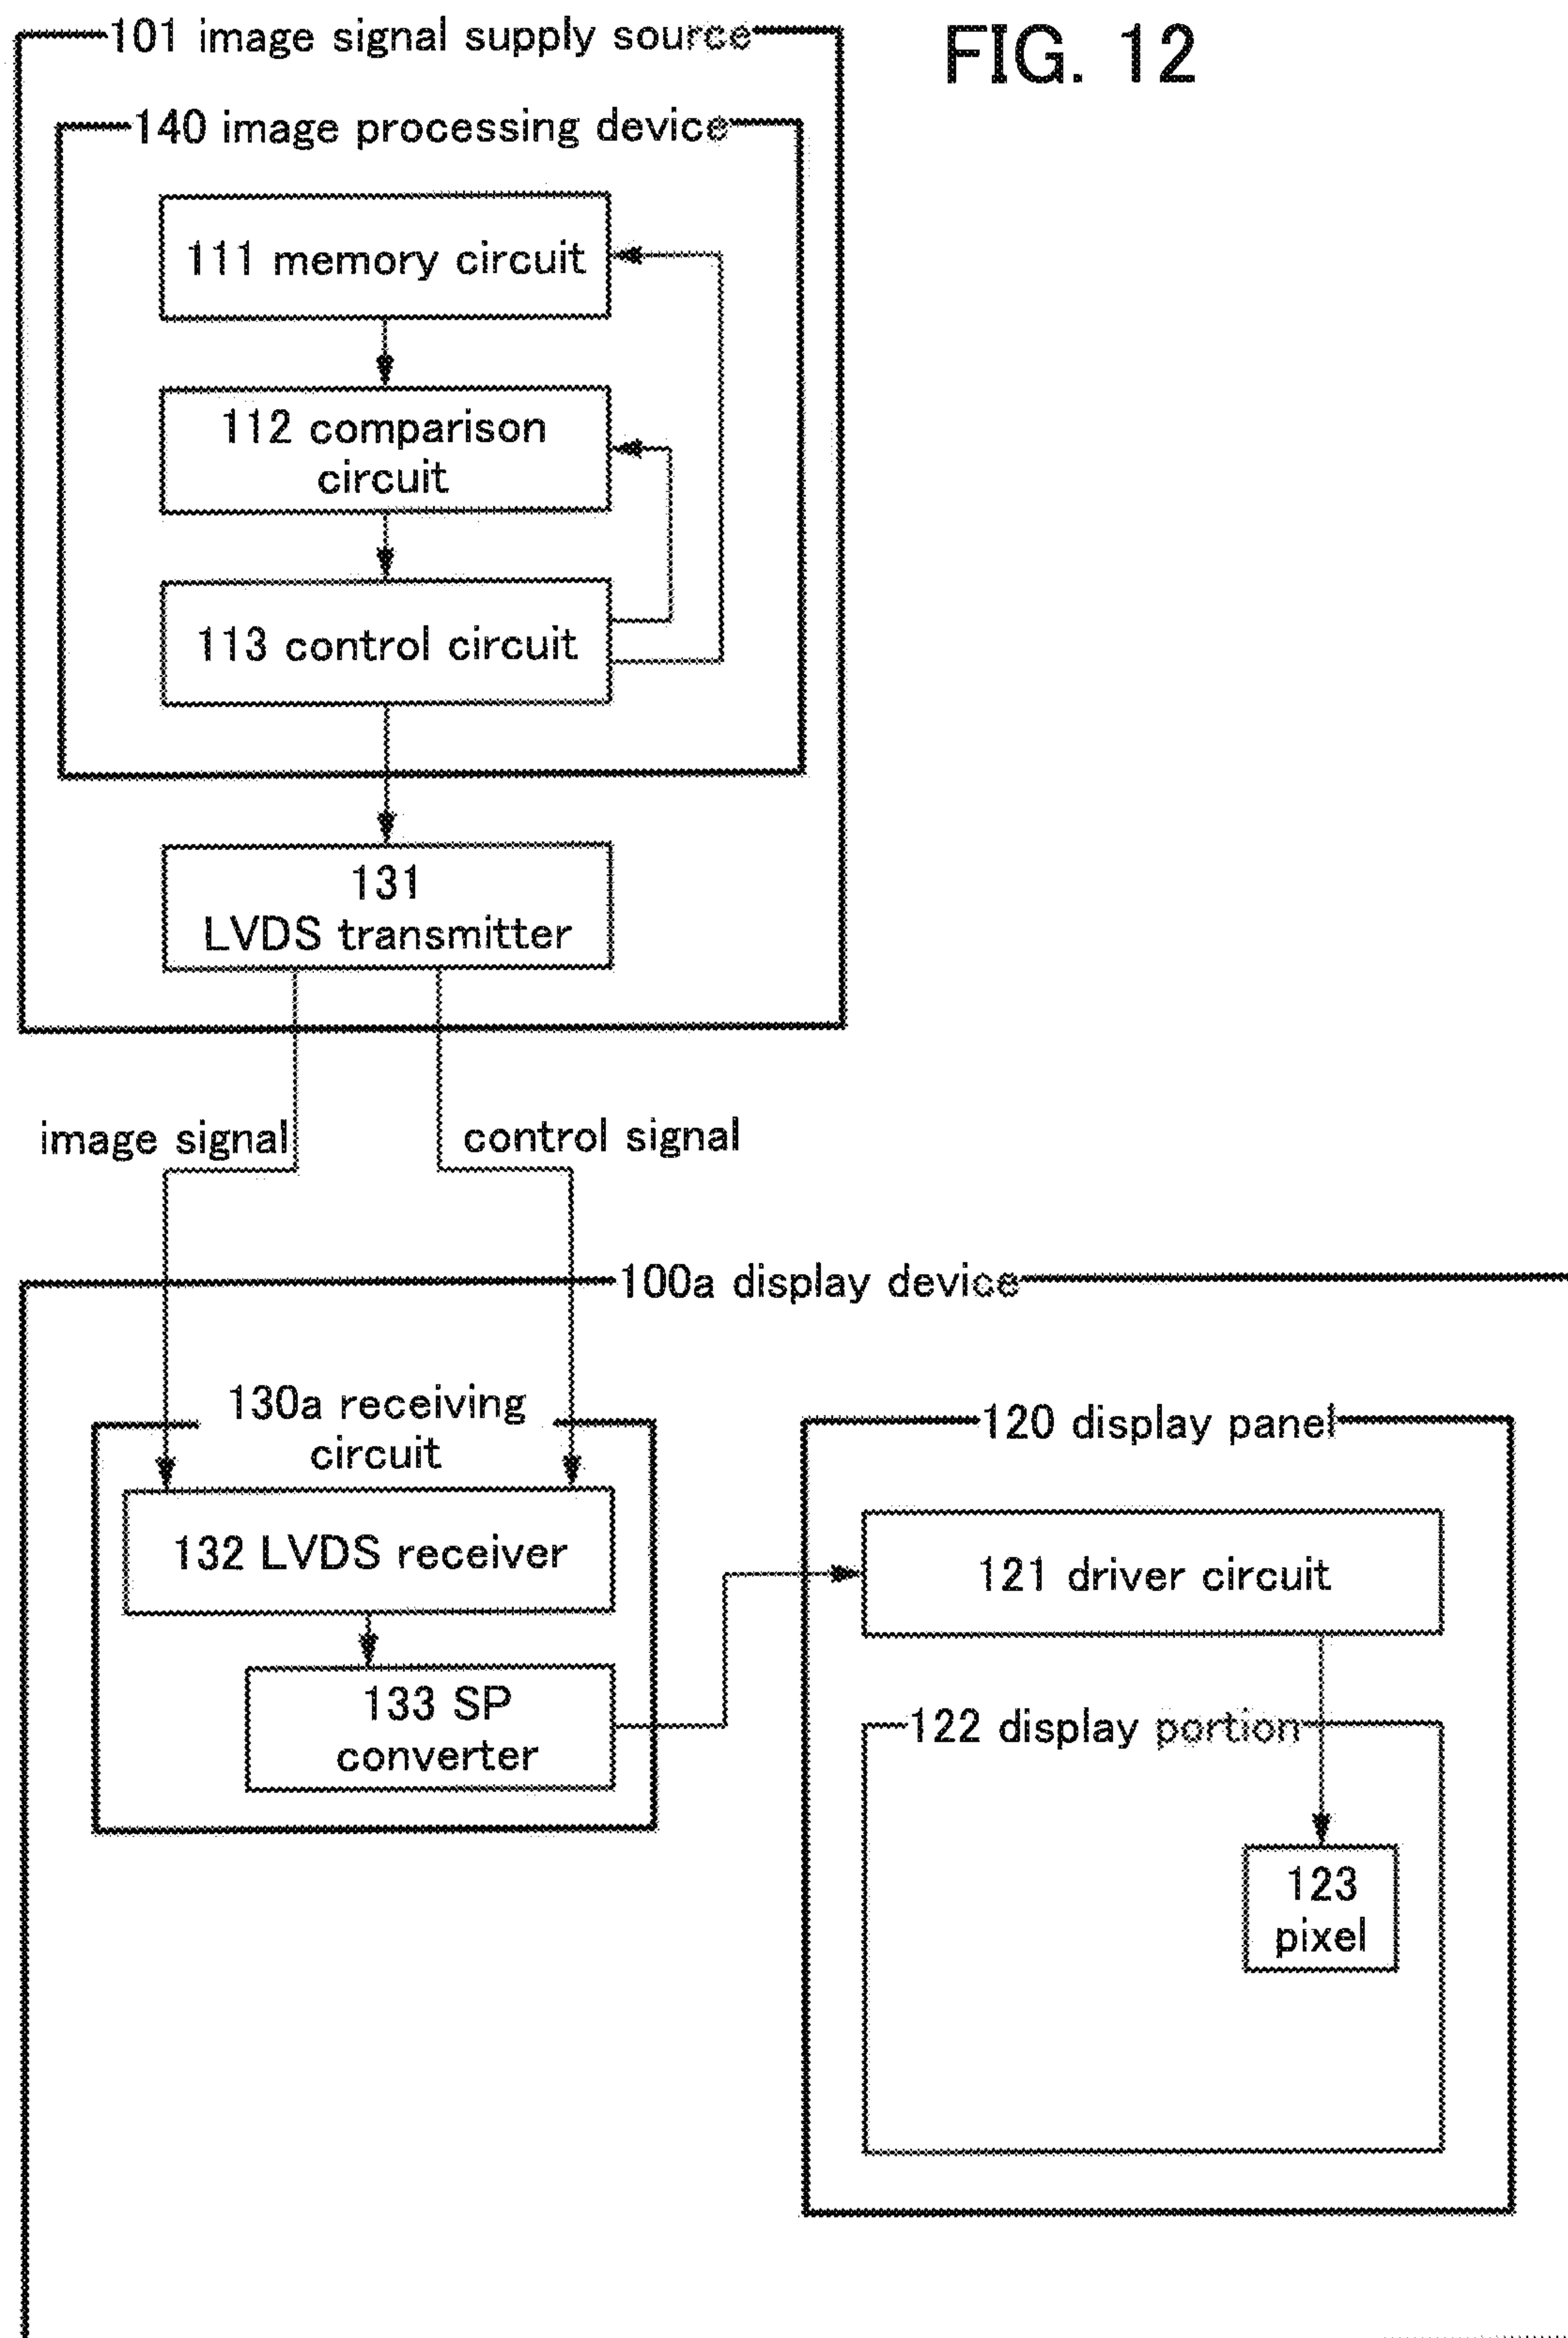 FIG. 12
101 image signal supply source
140 image processing device
111 memory circuit
112 comparison
circuit
113 control circuit
131
LVDS transmitter
image signal
control signal
100a display device
130a receiving
circuit
132 LVDS receiver
133 SP
converter
120 display panel
121 driver circuit
122 display portion
123
pixel